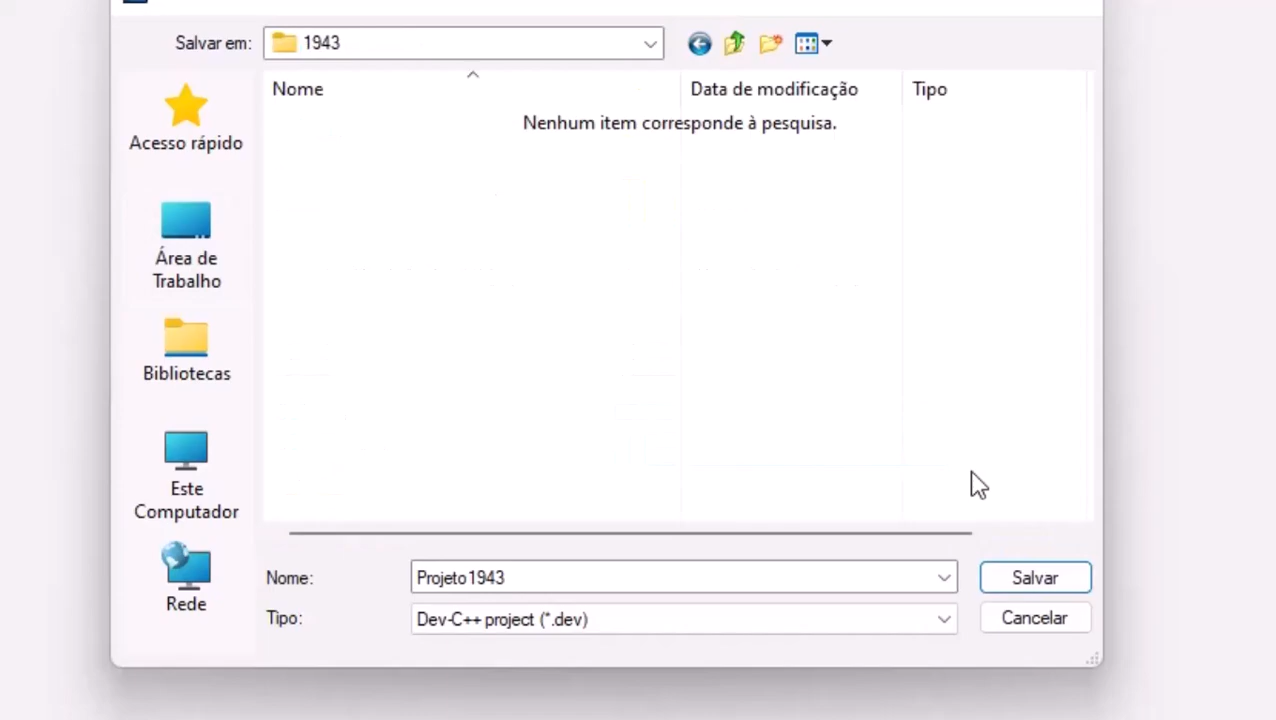 Salvar em:
1943
Nome
Data de modificação
Tipo
Nenhum item corresponde à pesquisa.
Acesso rápido
Área de
Trabalho
Bibliotecas
Este
Computador
Rede
Nome:
Projeto1943
Salvar
Tipo:
Dev-C++ project (*.dev)
Cancelar